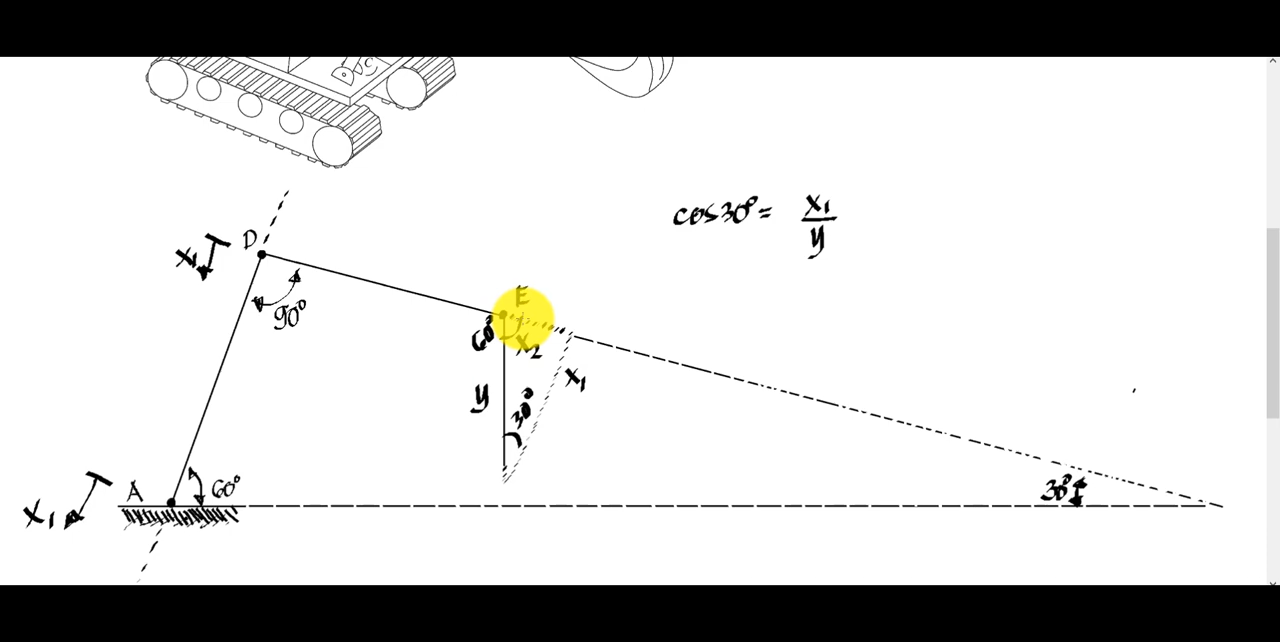 C
cos30° = x₁/y
D
x₁
90°
E
60°
x₂
x₁
y
30°
A
60°
30°
x₁